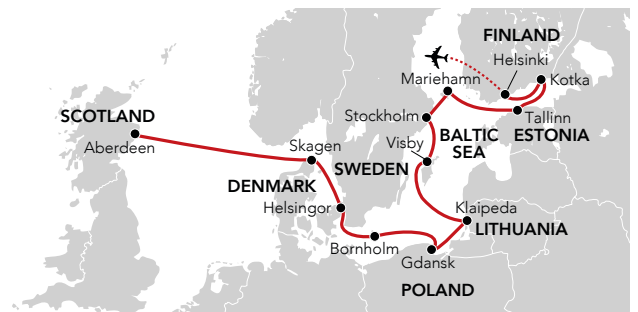 FINLAND
Helsinki
Kotka
Mariehamn
SCOTLAND
Aberdeen
Stockholm
Tallinn
BALTIC
SEA
ESTONIA
Skagen
Visby
SWEDEN
DENMARK
Helsingor
Klaipeda
LITHUANIA
Bornholm
Gdansk
POLAND